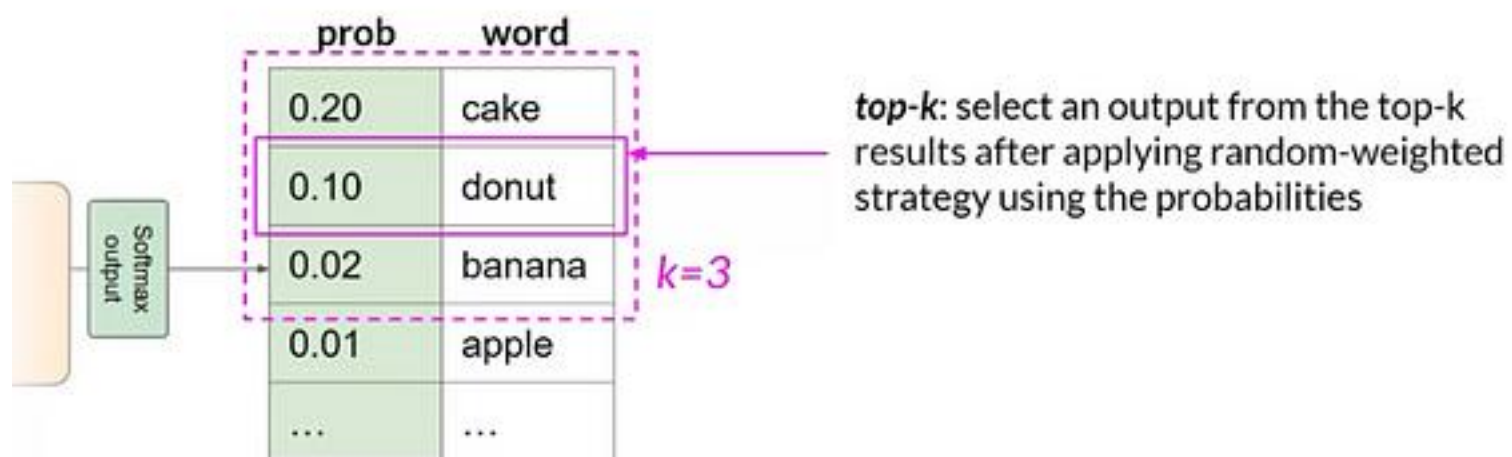 prob word
0.20 cake
0.10 donut
0.02 banana
0.01 apple
... ...
Softmax
output
k=3
top-k: select an output from the top-k
results after applying random-weighted
strategy using the probabilities